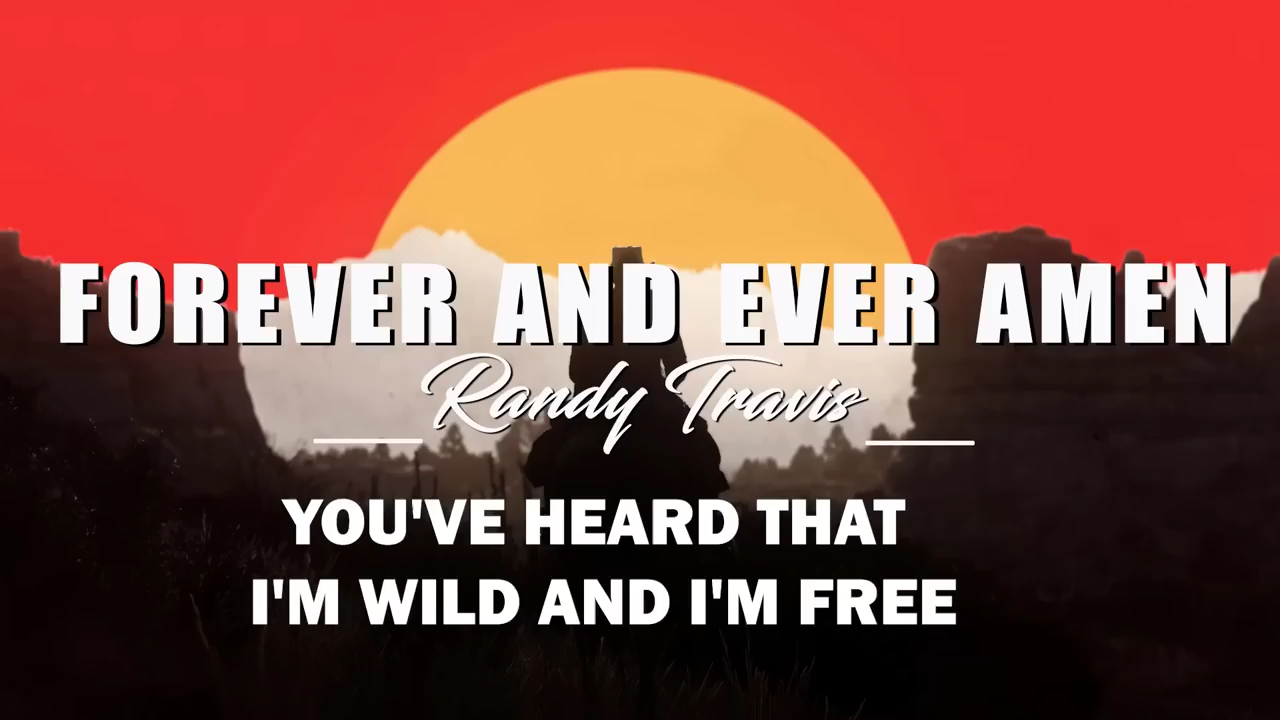 FOREVER AND EVER AMEN
Randy Travis
YOU'VE HEARD THAT
I'M WILD AND I'M FREE